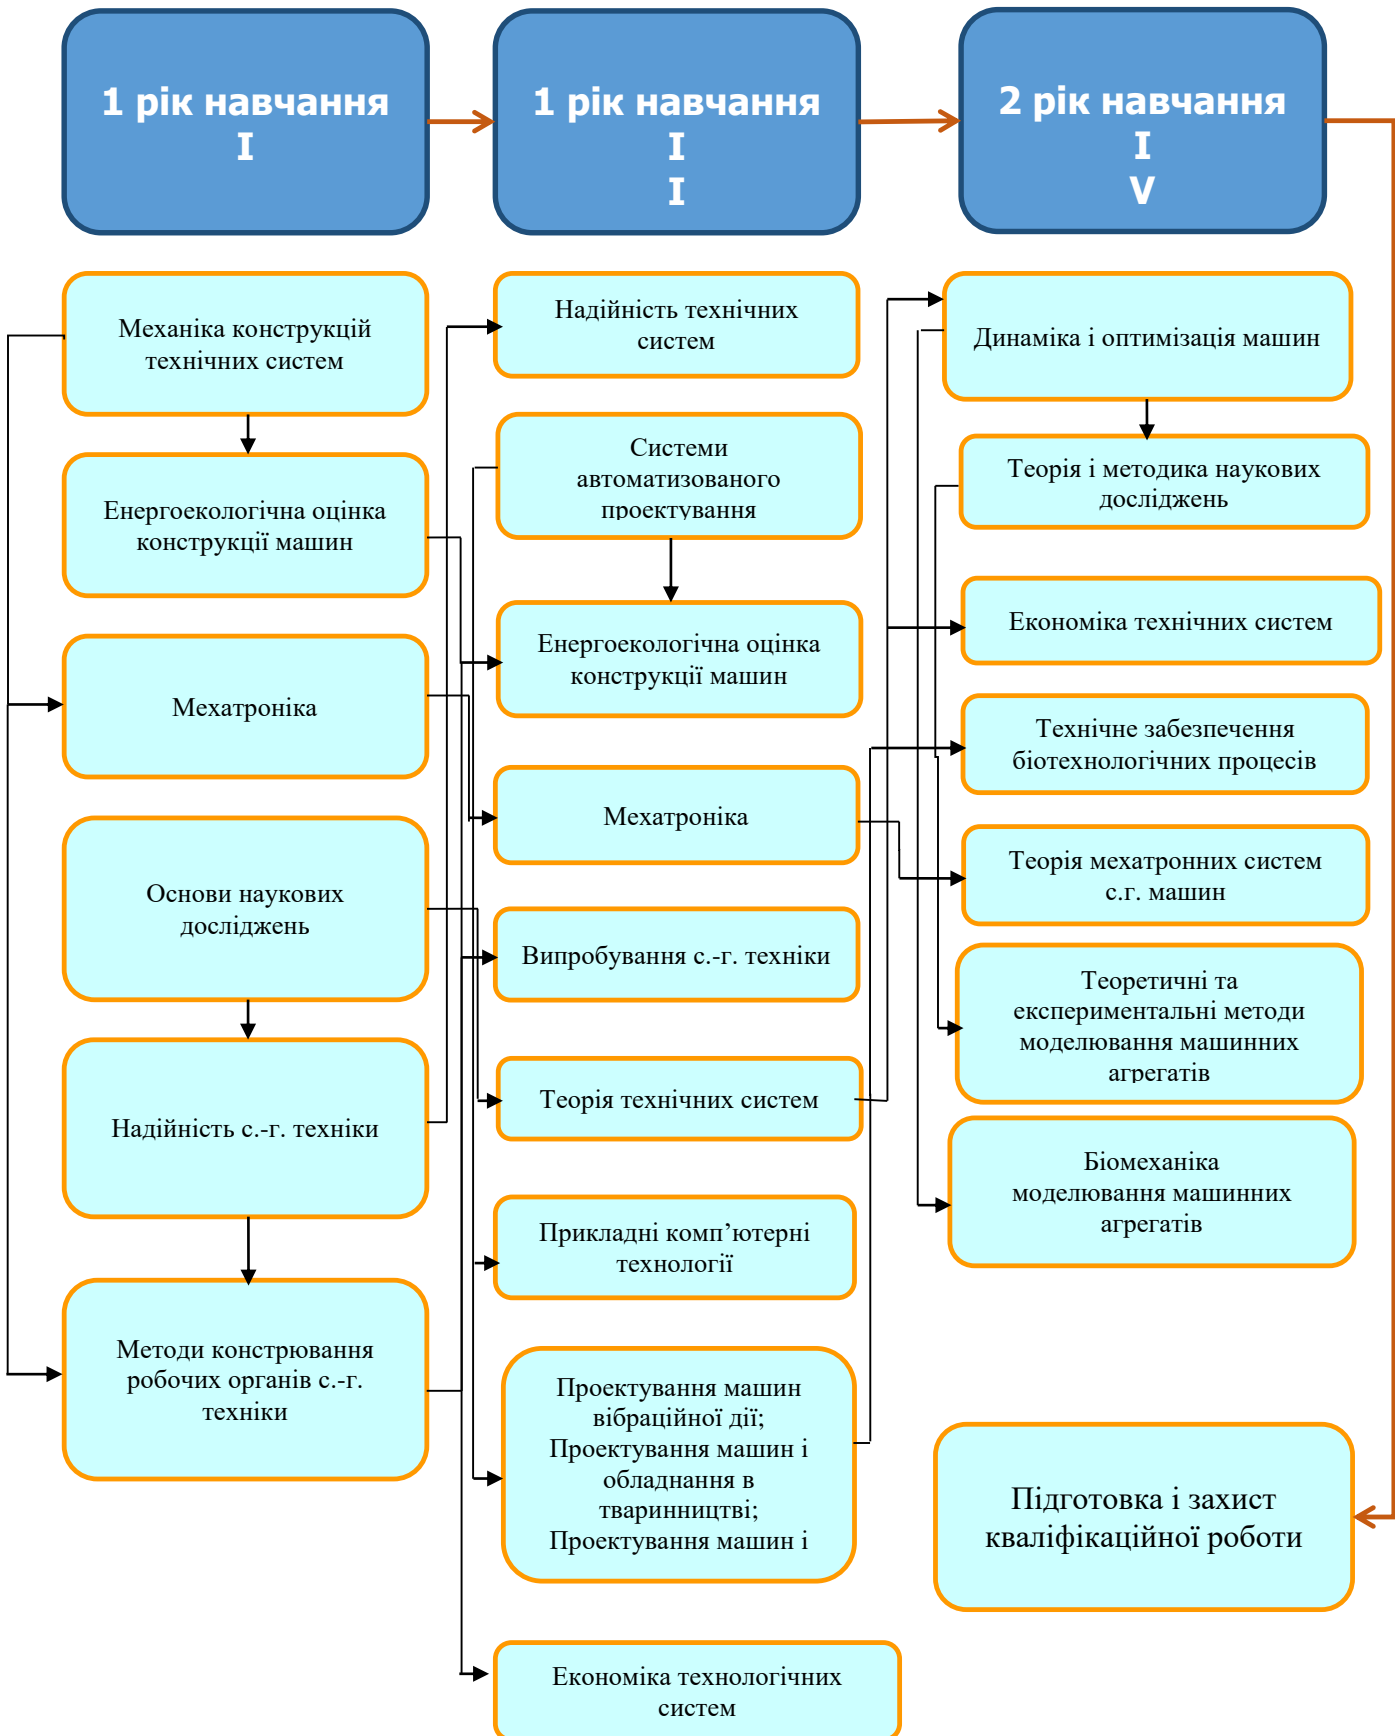 1 рік навчання
I
1 рік навчання
I
I
2 рік навчання
I
V
Механіка конструкцій
технічних систем
Енергоекологічна оцінка
конструкції машин
Мехатроніка
Основи наукових
досліджень
Надійність с.-г. техніки
Методи констрювання
робочих органів с.-г.
техніки
Надійність технічних
систем
Системи
автоматизованого
проектування
Енергоекологічна оцінка
конструкції машин
Мехатроніка
Випробування с.-г. техніки
Теорія технічних систем
Прикладні комп’ютерні
технології
Проектування машин
вібраційної дії;
Проектування машин і
обладнання в
тваринництві;
Проектування машин і
Економіка технологічних
систем
Динаміка і оптимізація машин
Теорія і методика наукових
досліджень
Економіка технічних систем
Технічне забезпечення
біотехнологічних процесів
Теорія мехатронних систем
с.г. машин
Теоретичні та
експериментальні методи
моделювання машинних
агрегатів
Біомеханіка
моделювання машинних
агрегатів
Підготовка і захист
кваліфікаційної роботи